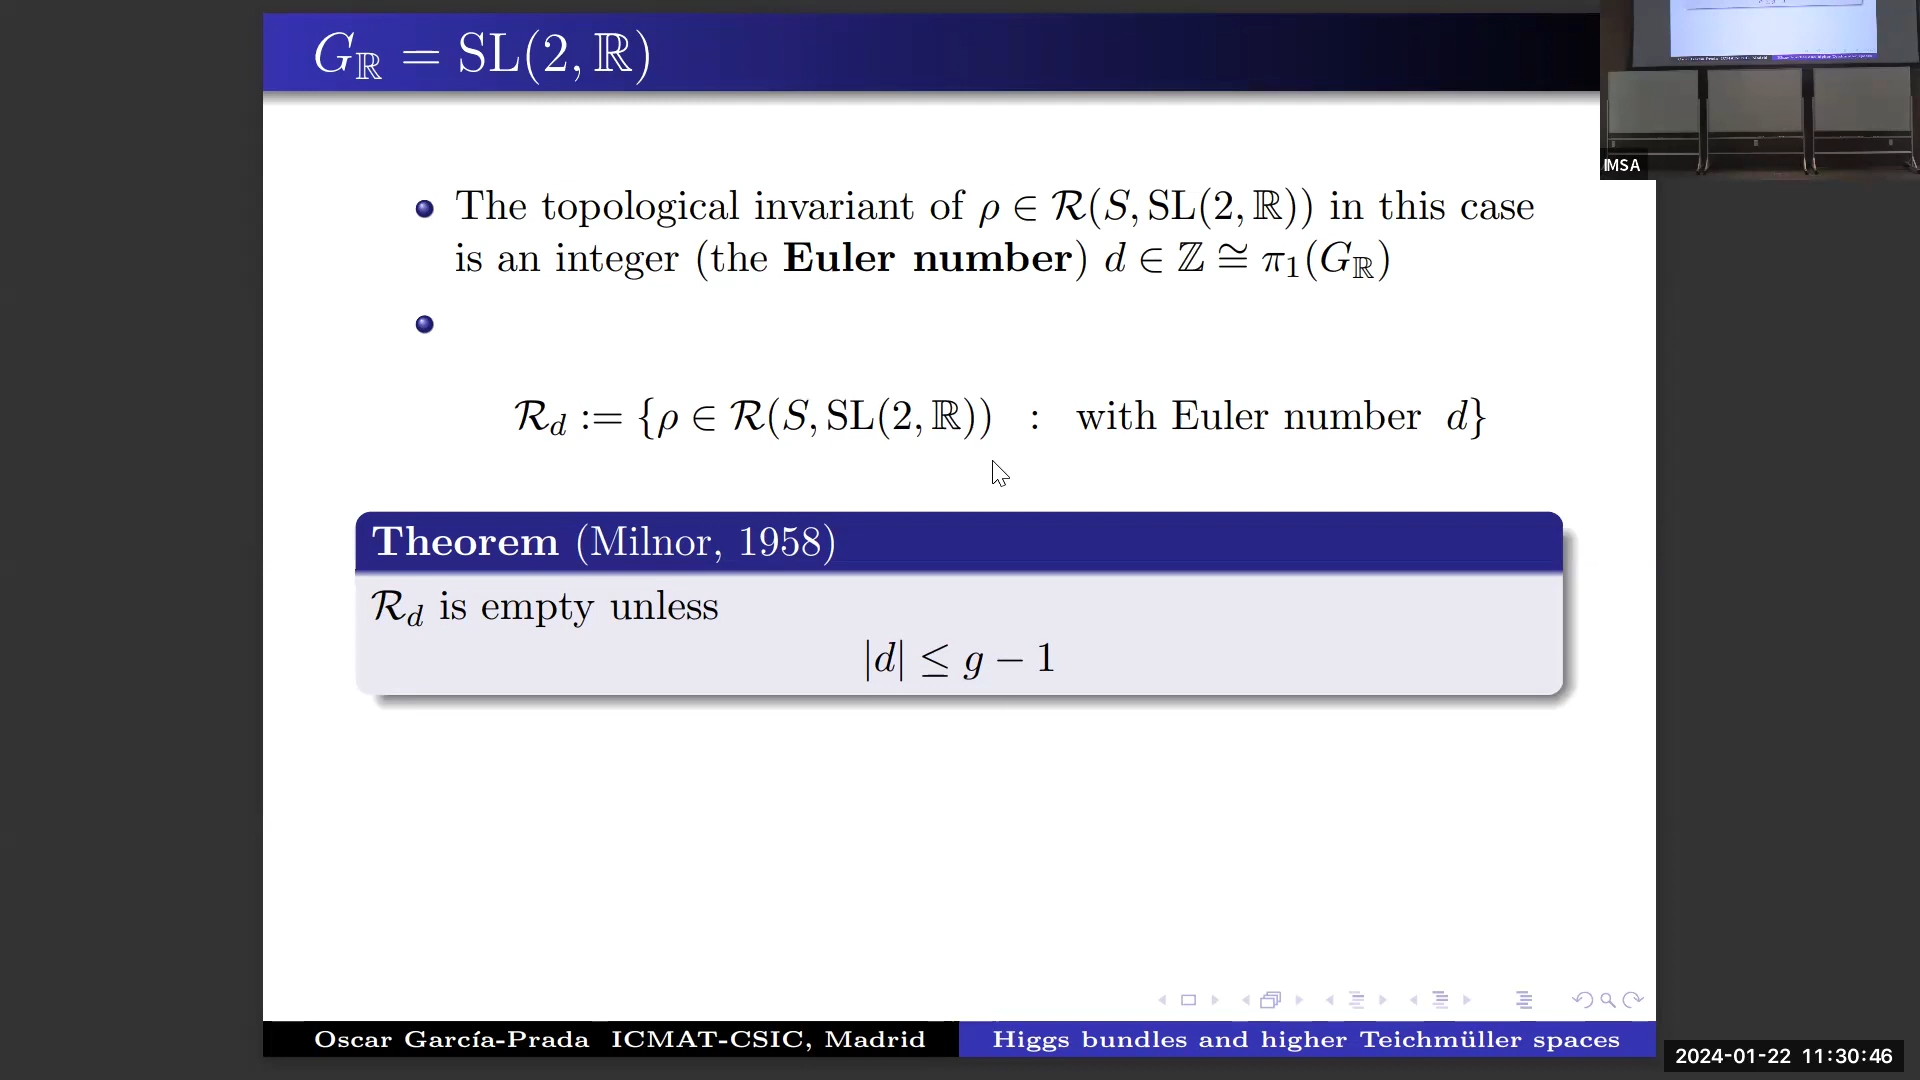 G_ℝ = SL(2, ℝ)
IMSA
The topological invariant of ρ ∈ ℛ(S, SL(2, ℝ)) in this case
is an integer (the Euler number) d ∈ ℤ ≅ π₁(G_ℝ)
ℛ_d := {ρ ∈ ℛ(S, SL(2, ℝ)) : with Euler number d}
Theorem (Milnor, 1958)
ℛ_d is empty unless
|d| ≤ g − 1
Oscar García-Prada ICMAT-CSIC, Madrid
Higgs bundles and higher Teichmüller spaces
2024-01-22 11:30:46